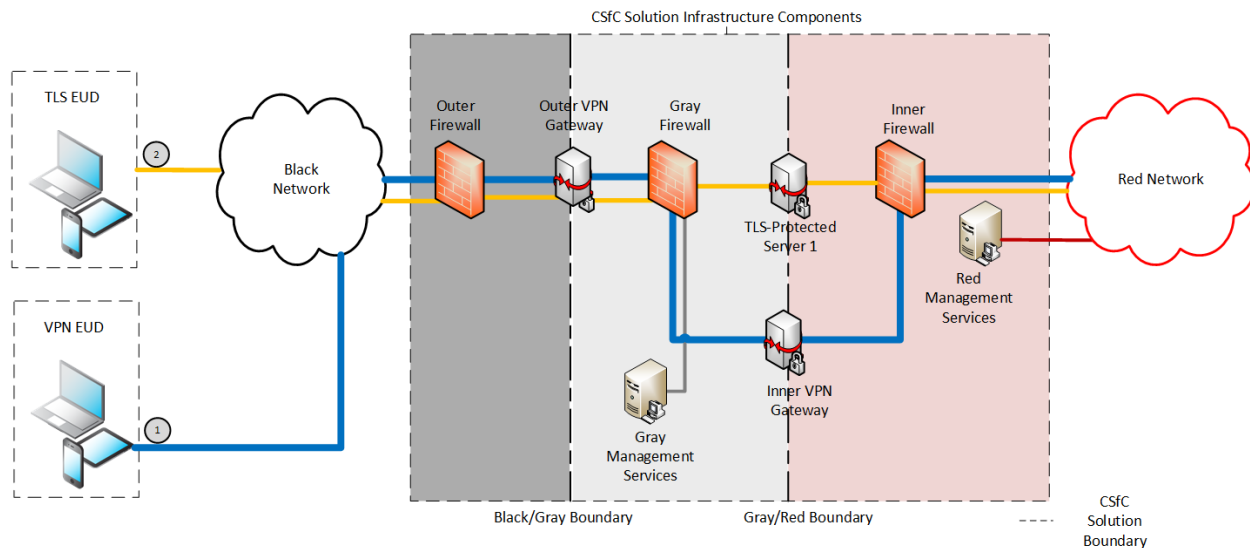 CSfC Solution Infrastructure Components
TLS EUD
2
Black
Network
VPN EUD
1
Outer
Firewall
Outer VPN
Gateway
Gray
Firewall
TLS-Protected
Server 1
Inner
Firewall
Red Network
Red
Management
Services
Inner VPN
Gateway
Gray
Management
Services
Black/Gray Boundary
Gray/Red Boundary
CSfC
Solution
Boundary